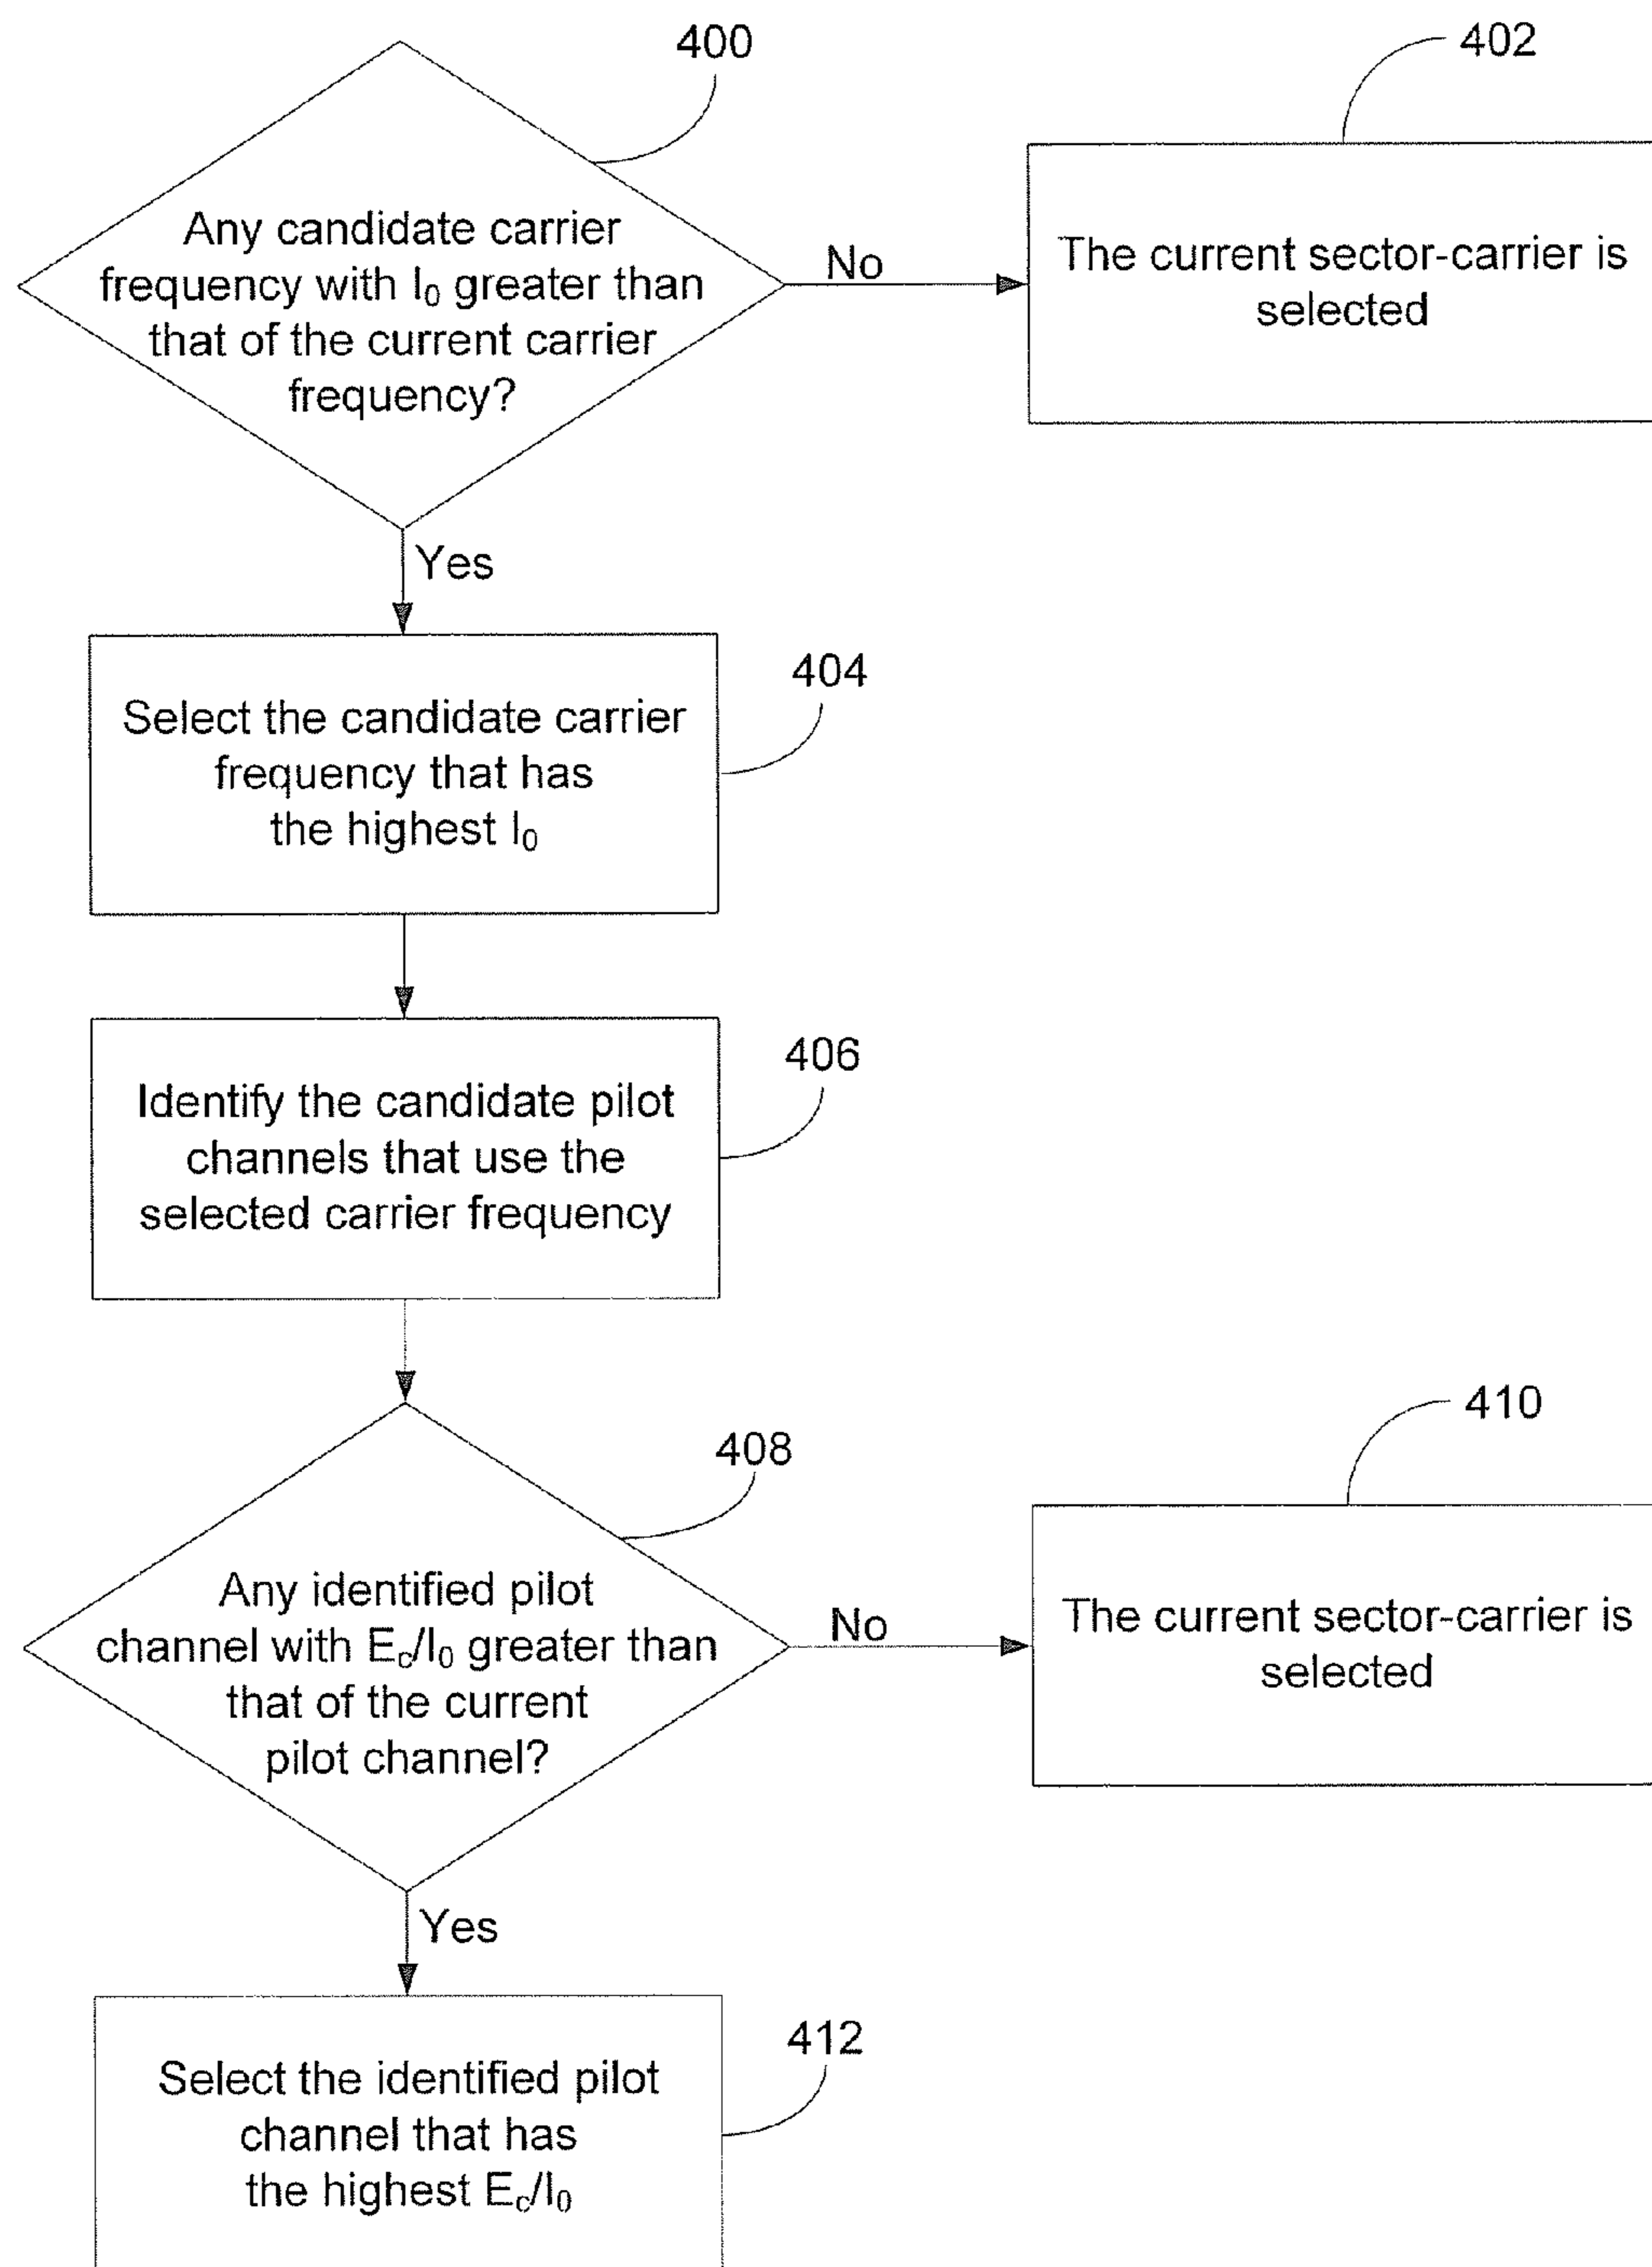 400
Any candidate carrier
frequency with I₀ greater than
that of the current carrier
frequency?
No
402
The current sector-carrier is
selected
Yes
404
Select the candidate carrier
frequency that has
the highest I₀
406
Identify the candidate pilot
channels that use the
selected carrier frequency
408
Any identified pilot
channel with E_c/I₀ greater than
that of the current
pilot channel?
No
410
The current sector-carrier is
selected
Yes
412
Select the identified pilot
channel that has
the highest E_c/I₀